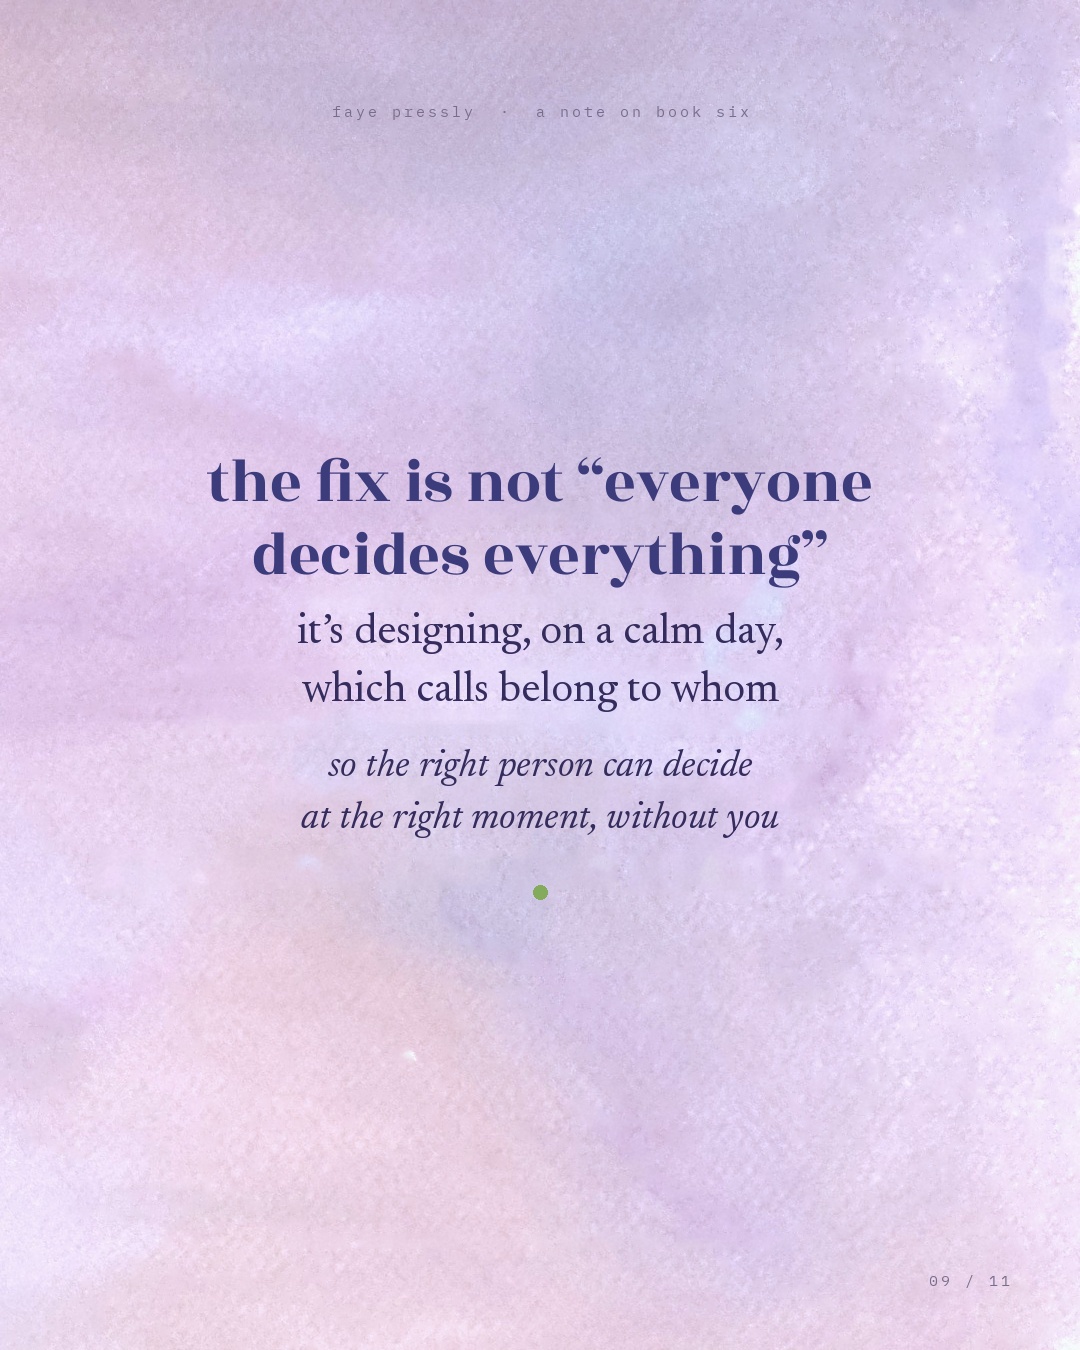 faye pressly · a note on book six
the fix is not “everyone
decides everything”
it’s designing, on a calm day,
which calls belong to whom
so the right person can decide
at the right moment, without you
09 / 11